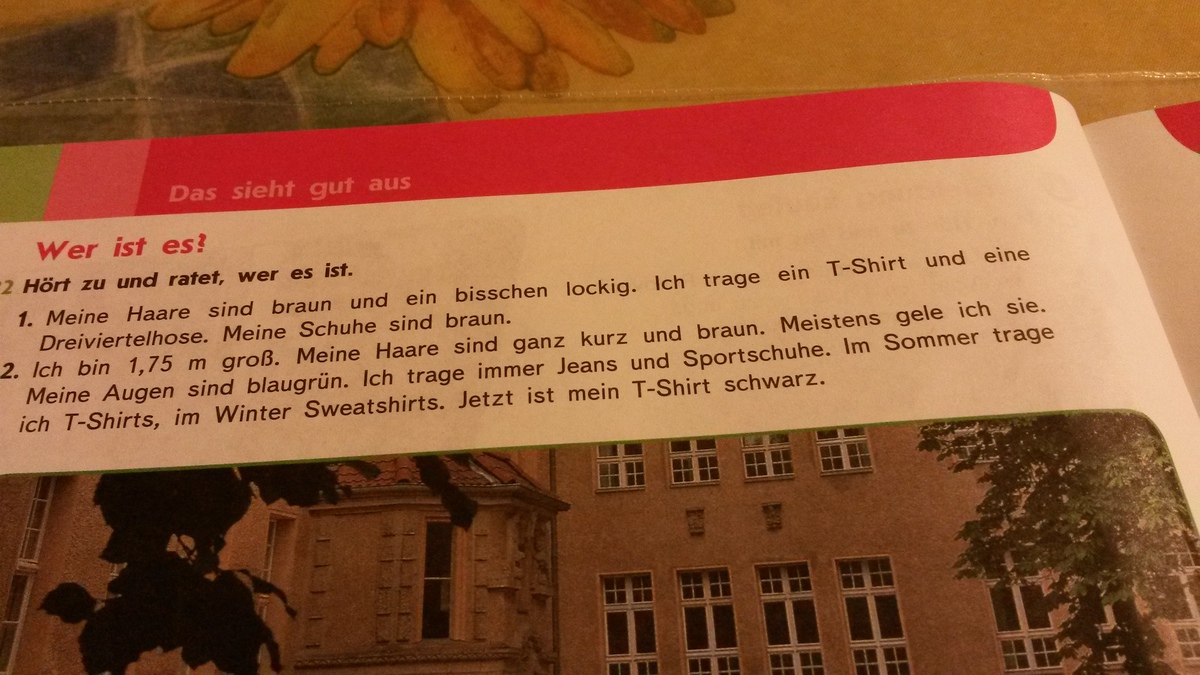 Das sieht gut aus
Wer ist es?
2 Hört zu und ratet, wer es ist.
1. Meine Haare sind braun und ein bisschen lockig. Ich trage ein T-Shirt und eine
Dreiviertelhose. Meine Schuhe sind braun.
2. Ich bin 1,75 m groß. Meine Haare sind ganz kurz und braun. Meistens gele ich sie.
Meine Augen sind blaugrün. Ich trage immer Jeans und Sportschuhe. Im Sommer trage
ich T-Shirts, im Winter Sweatshirts. Jetzt ist mein T-Shirt schwarz.